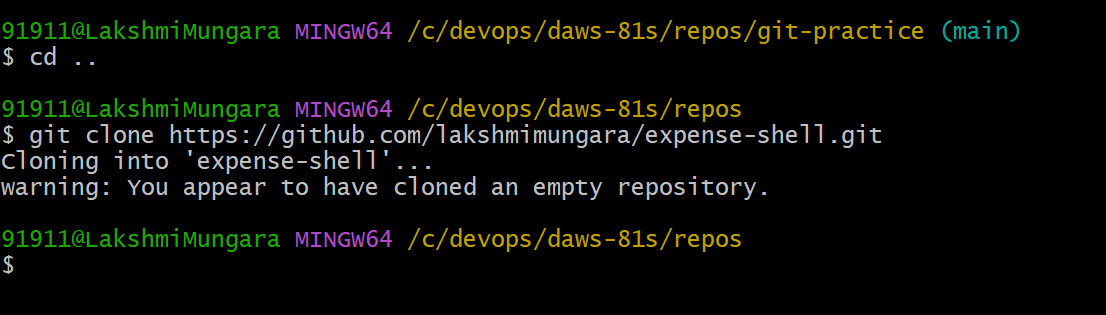 91911@LakshmiMungara MINGW64 /c/devops/daws-81s/repos/git-practice (main)
$ cd ..
91911@LakshmiMungara MINGW64 /c/devops/daws-81s/repos
$ git clone https://github.com/lakshmimungara/expense-shell.git
Cloning into 'expense-shell'...
warning: You appear to have cloned an empty repository.
91911@LakshmiMungara MINGW64 /c/devops/daws-81s/repos
$